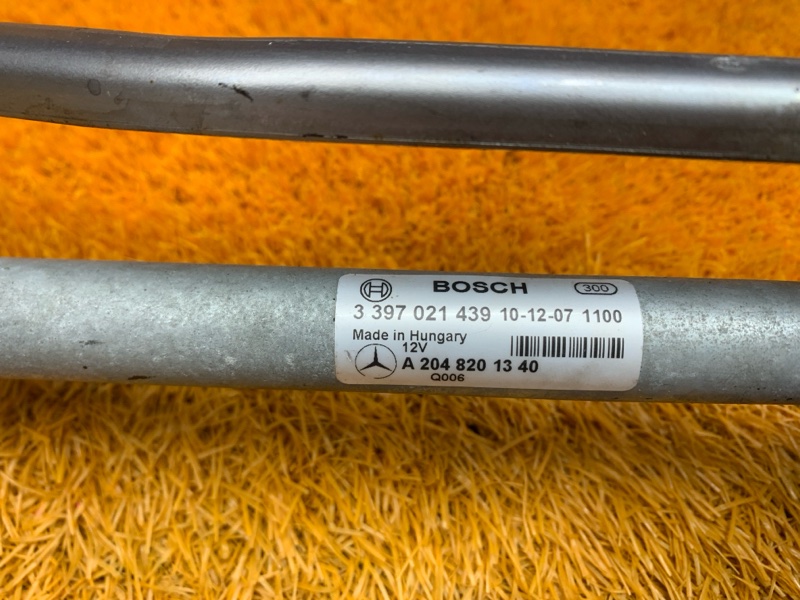 BOSCH 300
3 397 021 439 10-12-07 1100
Made in Hungary
12V
A 204 820 13 40
Q006